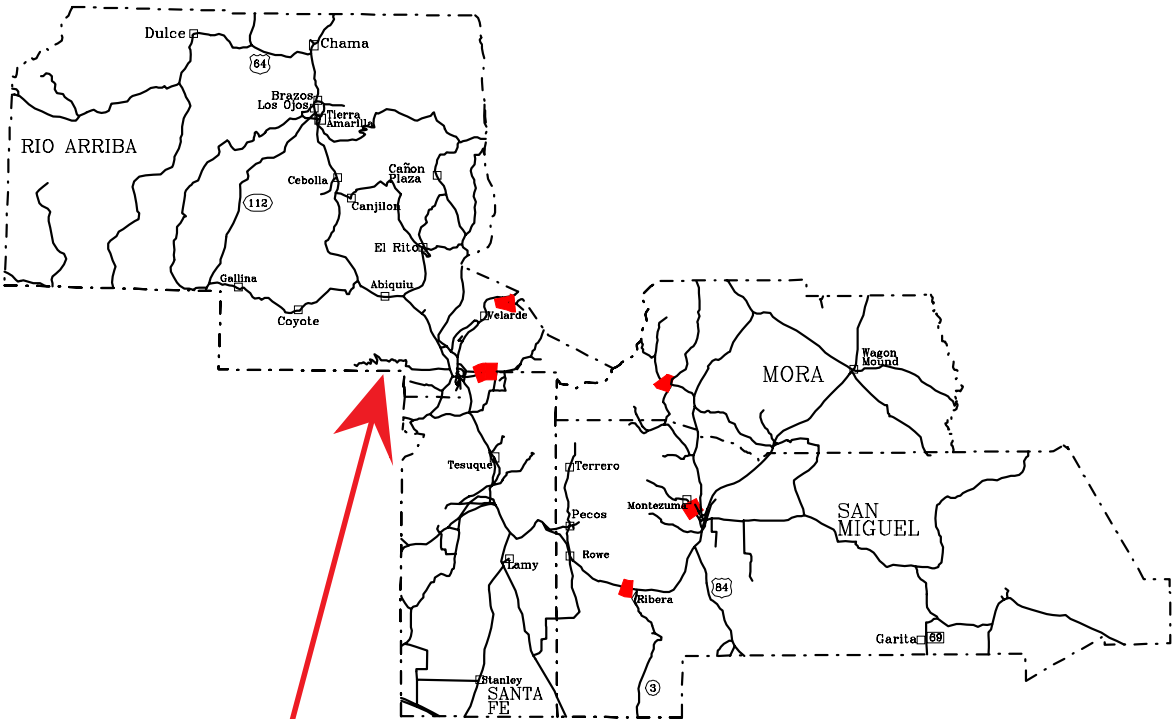 Dulce
Chama
64
Brazos
Los Ojos
Tierra
Amarilla
RIO ARRIBA
Cañon
Plaza
Cebolla
112
Canjilon
El Rito
Gallina
Abiquiu
Coyote
Velarde
Wagon
Mound
MORA
Tesuque
Terrero
Montezuma
Pecos
SAN
MIGUEL
Rowe
Lamy
84
Ribera
Garita
69
Stanley
SANTA
FE
3